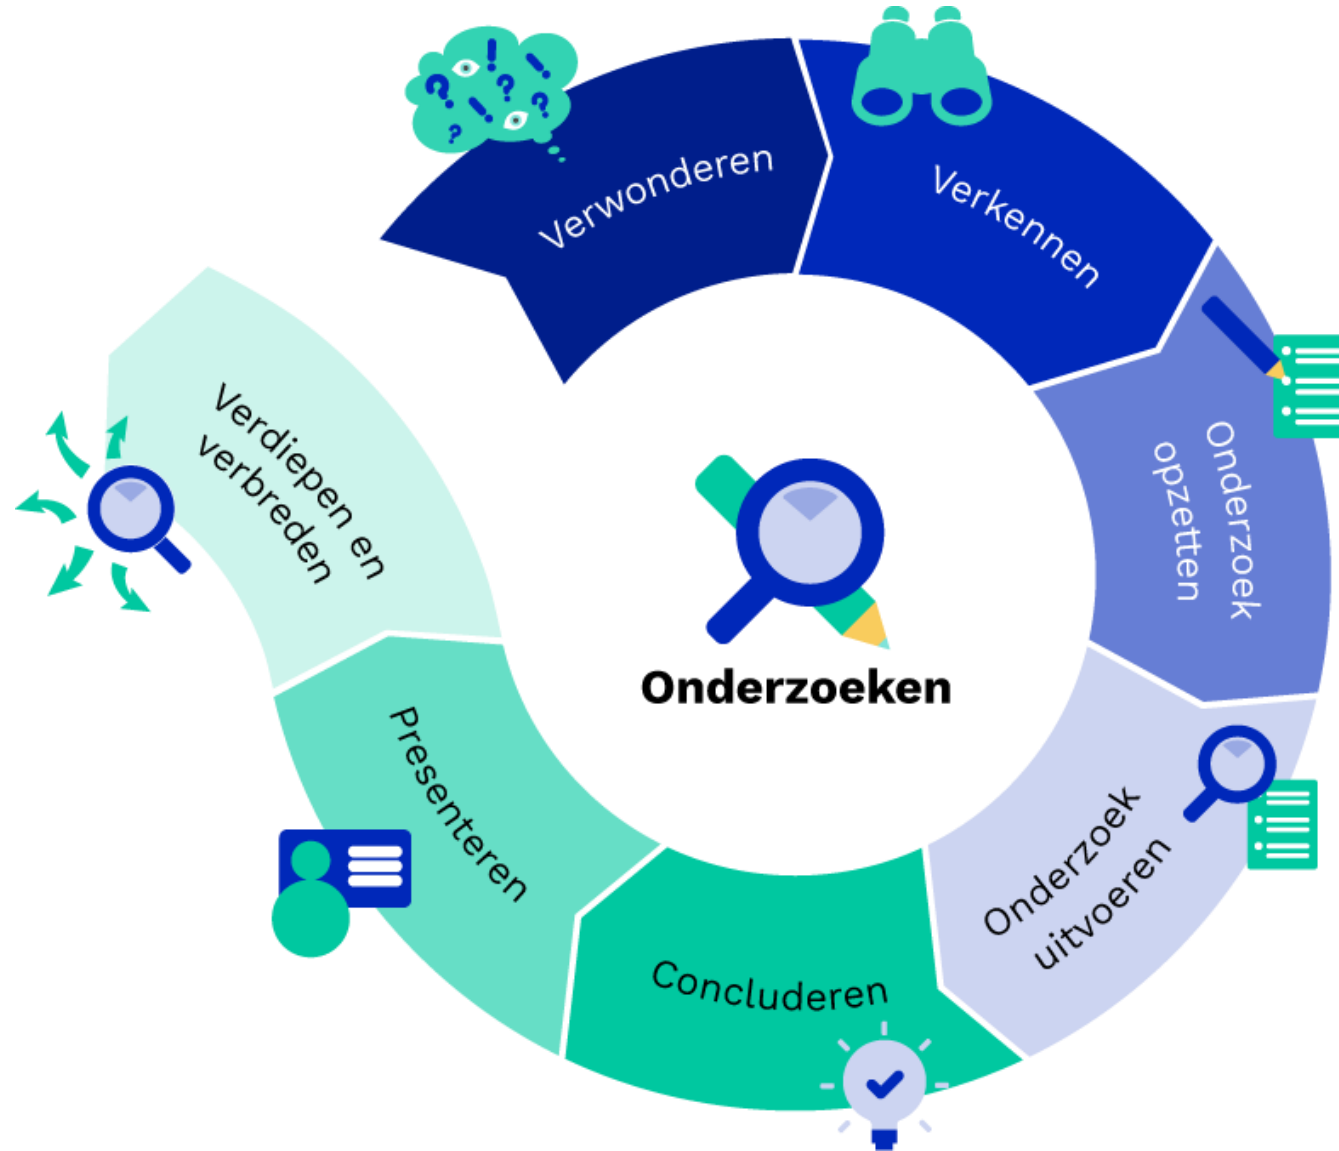 Verwonderen
Verkennen
Onderzoek
opzetten
Onderzoek
uitvoeren
Concluderen
Presenteren
Verdiepen en
verbreden
Onderzoeken